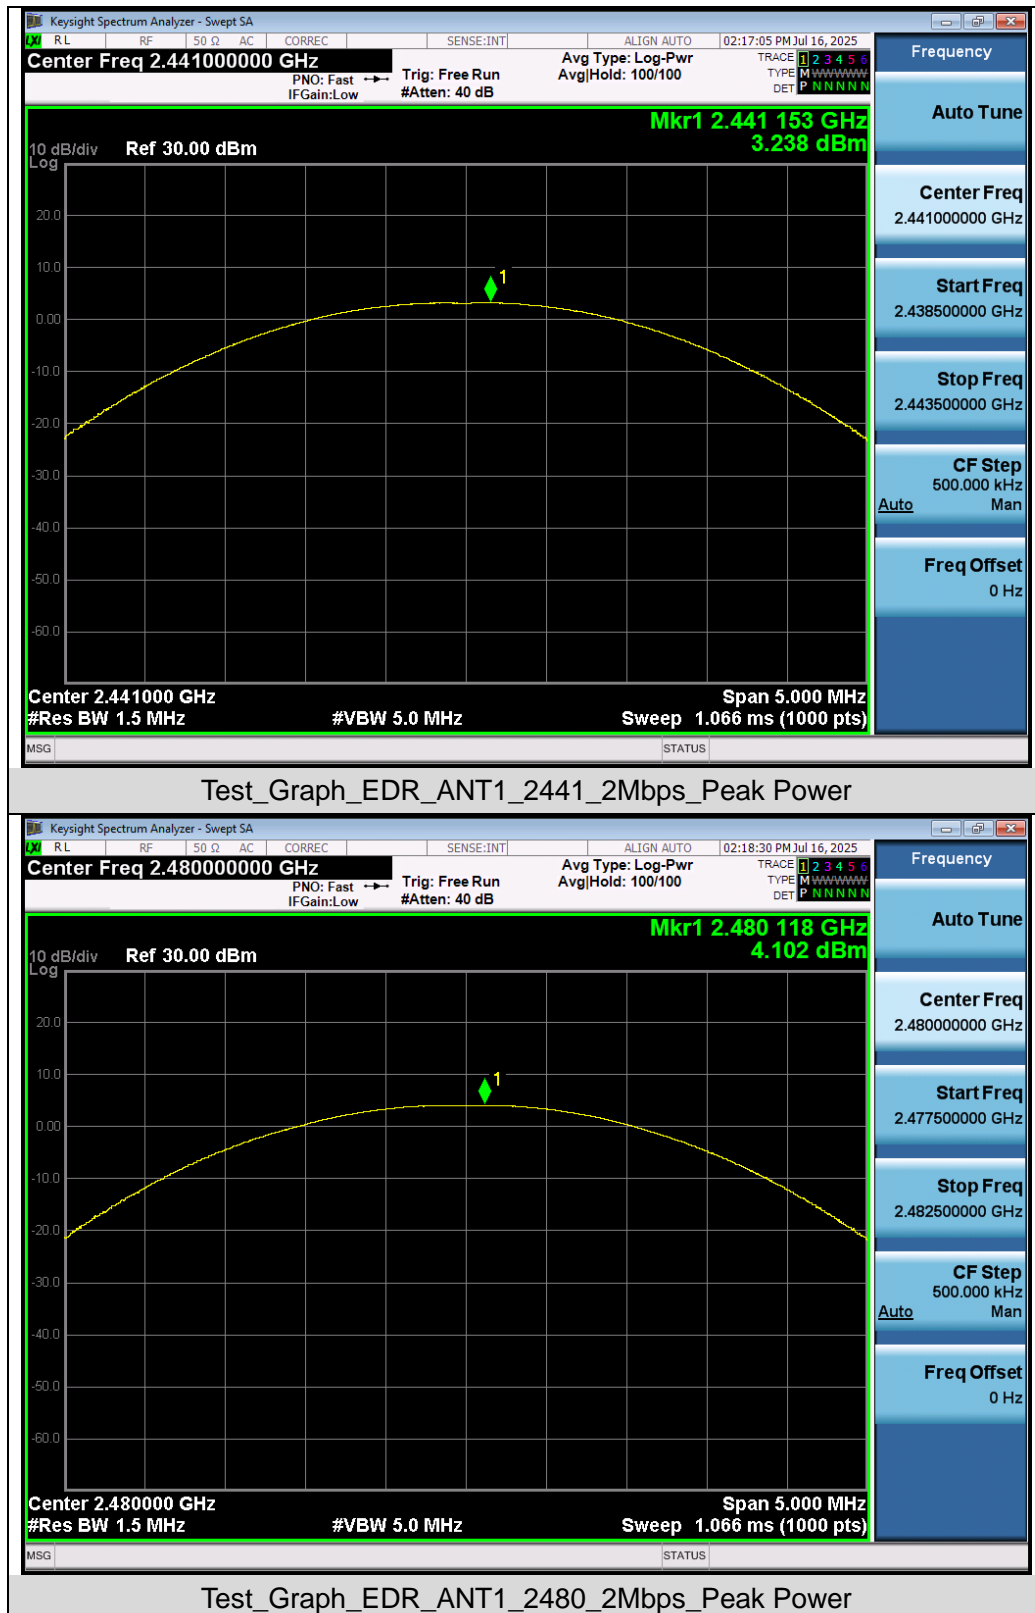 Keysight Spectrum Analyzer - Swept SA
LXI RL RF 50 Ω AC CORREC SENSE:INT ALIGN AUTO 02:17:05 PM Jul 16, 2025
Center Freq 2.441000000 GHz
PNO: Fast
IFGain:Low
Trig: Free Run
#Atten: 40 dB
Avg Type: Log-Pwr
Avg|Hold: 100/100
TRACE 1 2 3 4 5 6
TYPE M W W W W W
DET P N N N N N
Mkr1 2.441 153 GHz
3.238 dBm
10 dB/div Ref 30.00 dBm
Log
20.0
10.0
1
0.00
-10.0
-20.0
-30.0
-40.0
-50.0
-60.0
Center 2.441000 GHz Span 5.000 MHz
#Res BW 1.5 MHz #VBW 5.0 MHz Sweep 1.066 ms (1000 pts)
MSG STATUS
Frequency
Auto Tune
Center Freq
2.441000000 GHz
Start Freq
2.438500000 GHz
Stop Freq
2.443500000 GHz
CF Step
500.000 kHz
Auto Man
Freq Offset
0 Hz
Test_Graph_EDR_ANT1_2441_2Mbps_Peak Power
Keysight Spectrum Analyzer - Swept SA
LXI RL RF 50 Ω AC CORREC SENSE:INT ALIGN AUTO 02:18:30 PM Jul 16, 2025
Center Freq 2.480000000 GHz
PNO: Fast
IFGain:Low
Trig: Free Run
#Atten: 40 dB
Avg Type: Log-Pwr
Avg|Hold: 100/100
TRACE 1 2 3 4 5 6
TYPE M W W W W W
DET P N N N N N
Mkr1 2.480 118 GHz
4.102 dBm
10 dB/div Ref 30.00 dBm
Log
20.0
10.0
1
0.00
-10.0
-20.0
-30.0
-40.0
-50.0
-60.0
Center 2.480000 GHz Span 5.000 MHz
#Res BW 1.5 MHz #VBW 5.0 MHz Sweep 1.066 ms (1000 pts)
MSG STATUS
Frequency
Auto Tune
Center Freq
2.480000000 GHz
Start Freq
2.477500000 GHz
Stop Freq
2.482500000 GHz
CF Step
500.000 kHz
Auto Man
Freq Offset
0 Hz
Test_Graph_EDR_ANT1_2480_2Mbps_Peak Power